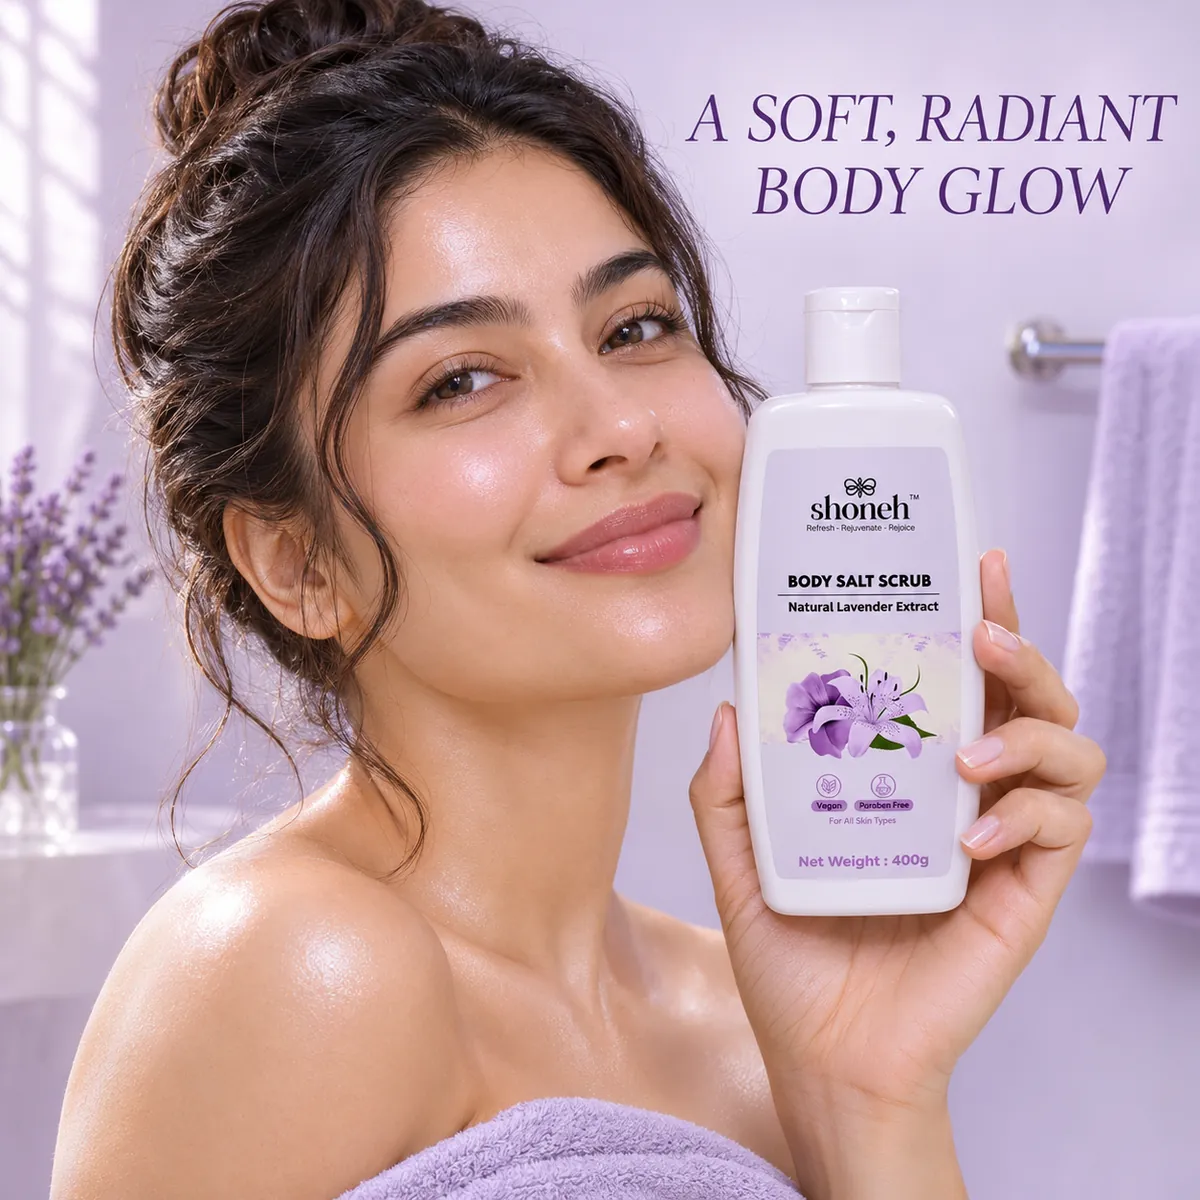 A SOFT, RADIANT
BODY GLOW
shoneh™
Refresh - Rejuvenate - Rejoice
BODY SALT SCRUB
Natural Lavender Extract
Vegan
Paraben Free
For All Skin Types
Net Weight : 400g